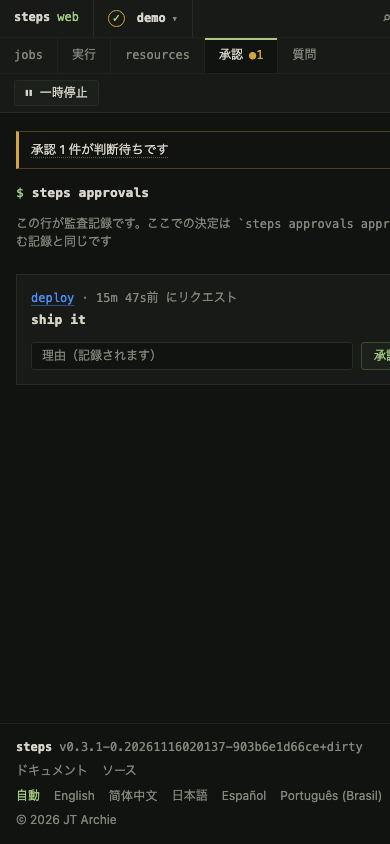 steps web demo ▾
jobs 実行 resources 承認 ●1 質問
⏸ 一時停止
承認 1 件が判断待ちです
$ steps approvals
この行が監査記録です。ここでの決定は `steps approvals appr
む記録と同じです
deploy · 15m 47s前 にリクエスト
ship it
理由（記録されます） 承認
steps v0.3.1-0.20261116020137-903b6e1d66ce+dirty
ドキュメント ソース
自動 English 简体中文 日本語 Español Português (Brasil)
© 2026 JT Archie